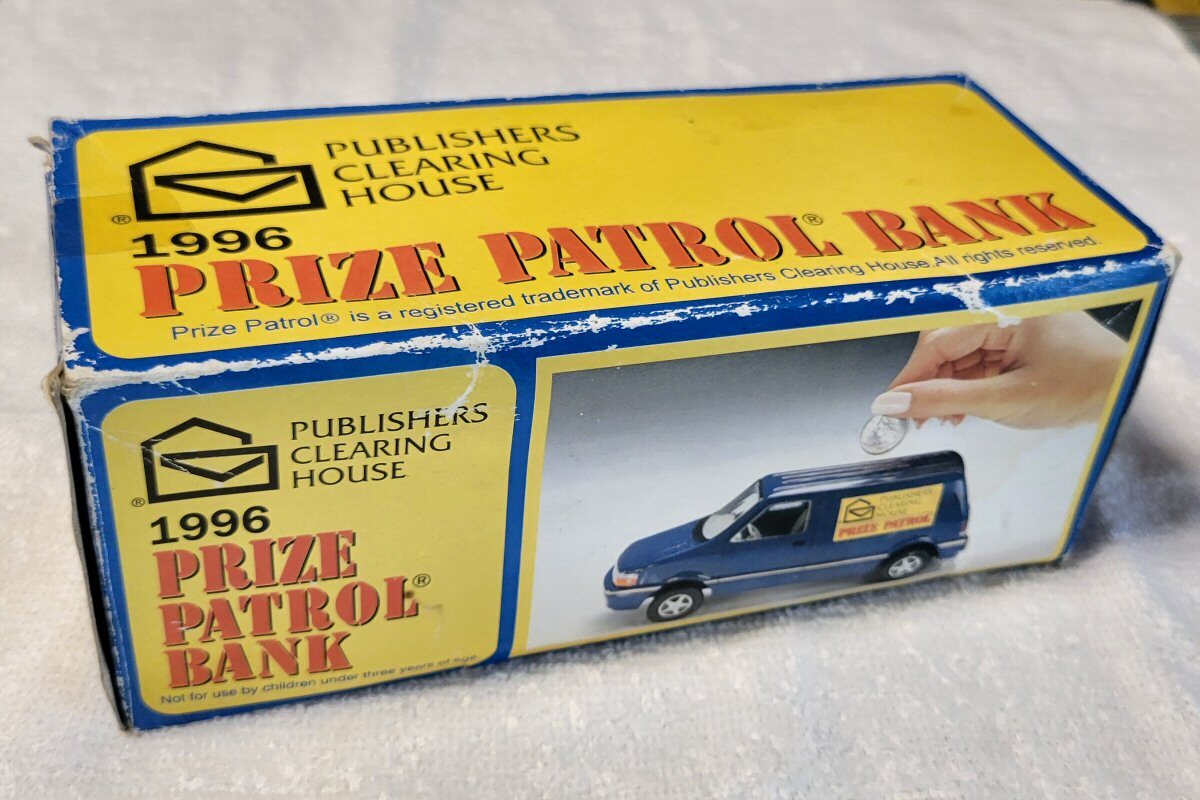 PUBLISHERS
CLEARING
HOUSE
®
1996
PRIZE PATROL® BANK
Prize Patrol® is a registered trademark of Publishers Clearing House.All rights reserved.
PUBLISHERS
CLEARING
HOUSE
®
1996
PRIZE
PATROL®
BANK
Not for use by children under three years of age.
PUBLISHERS
CLEARING
HOUSE
PRIZE PATROL